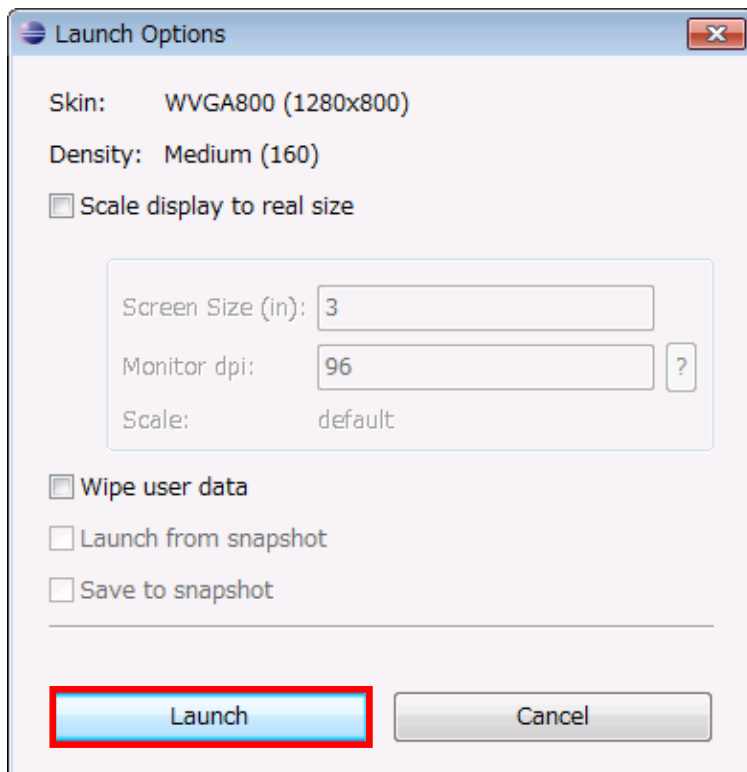 Launch Options
Skin: WVGA800 (1280x800)
Density: Medium (160)
Scale display to real size
Screen Size (in): 3
Monitor dpi: 96 ?
Scale: default
Wipe user data
Launch from snapshot
Save to snapshot
Launch Cancel